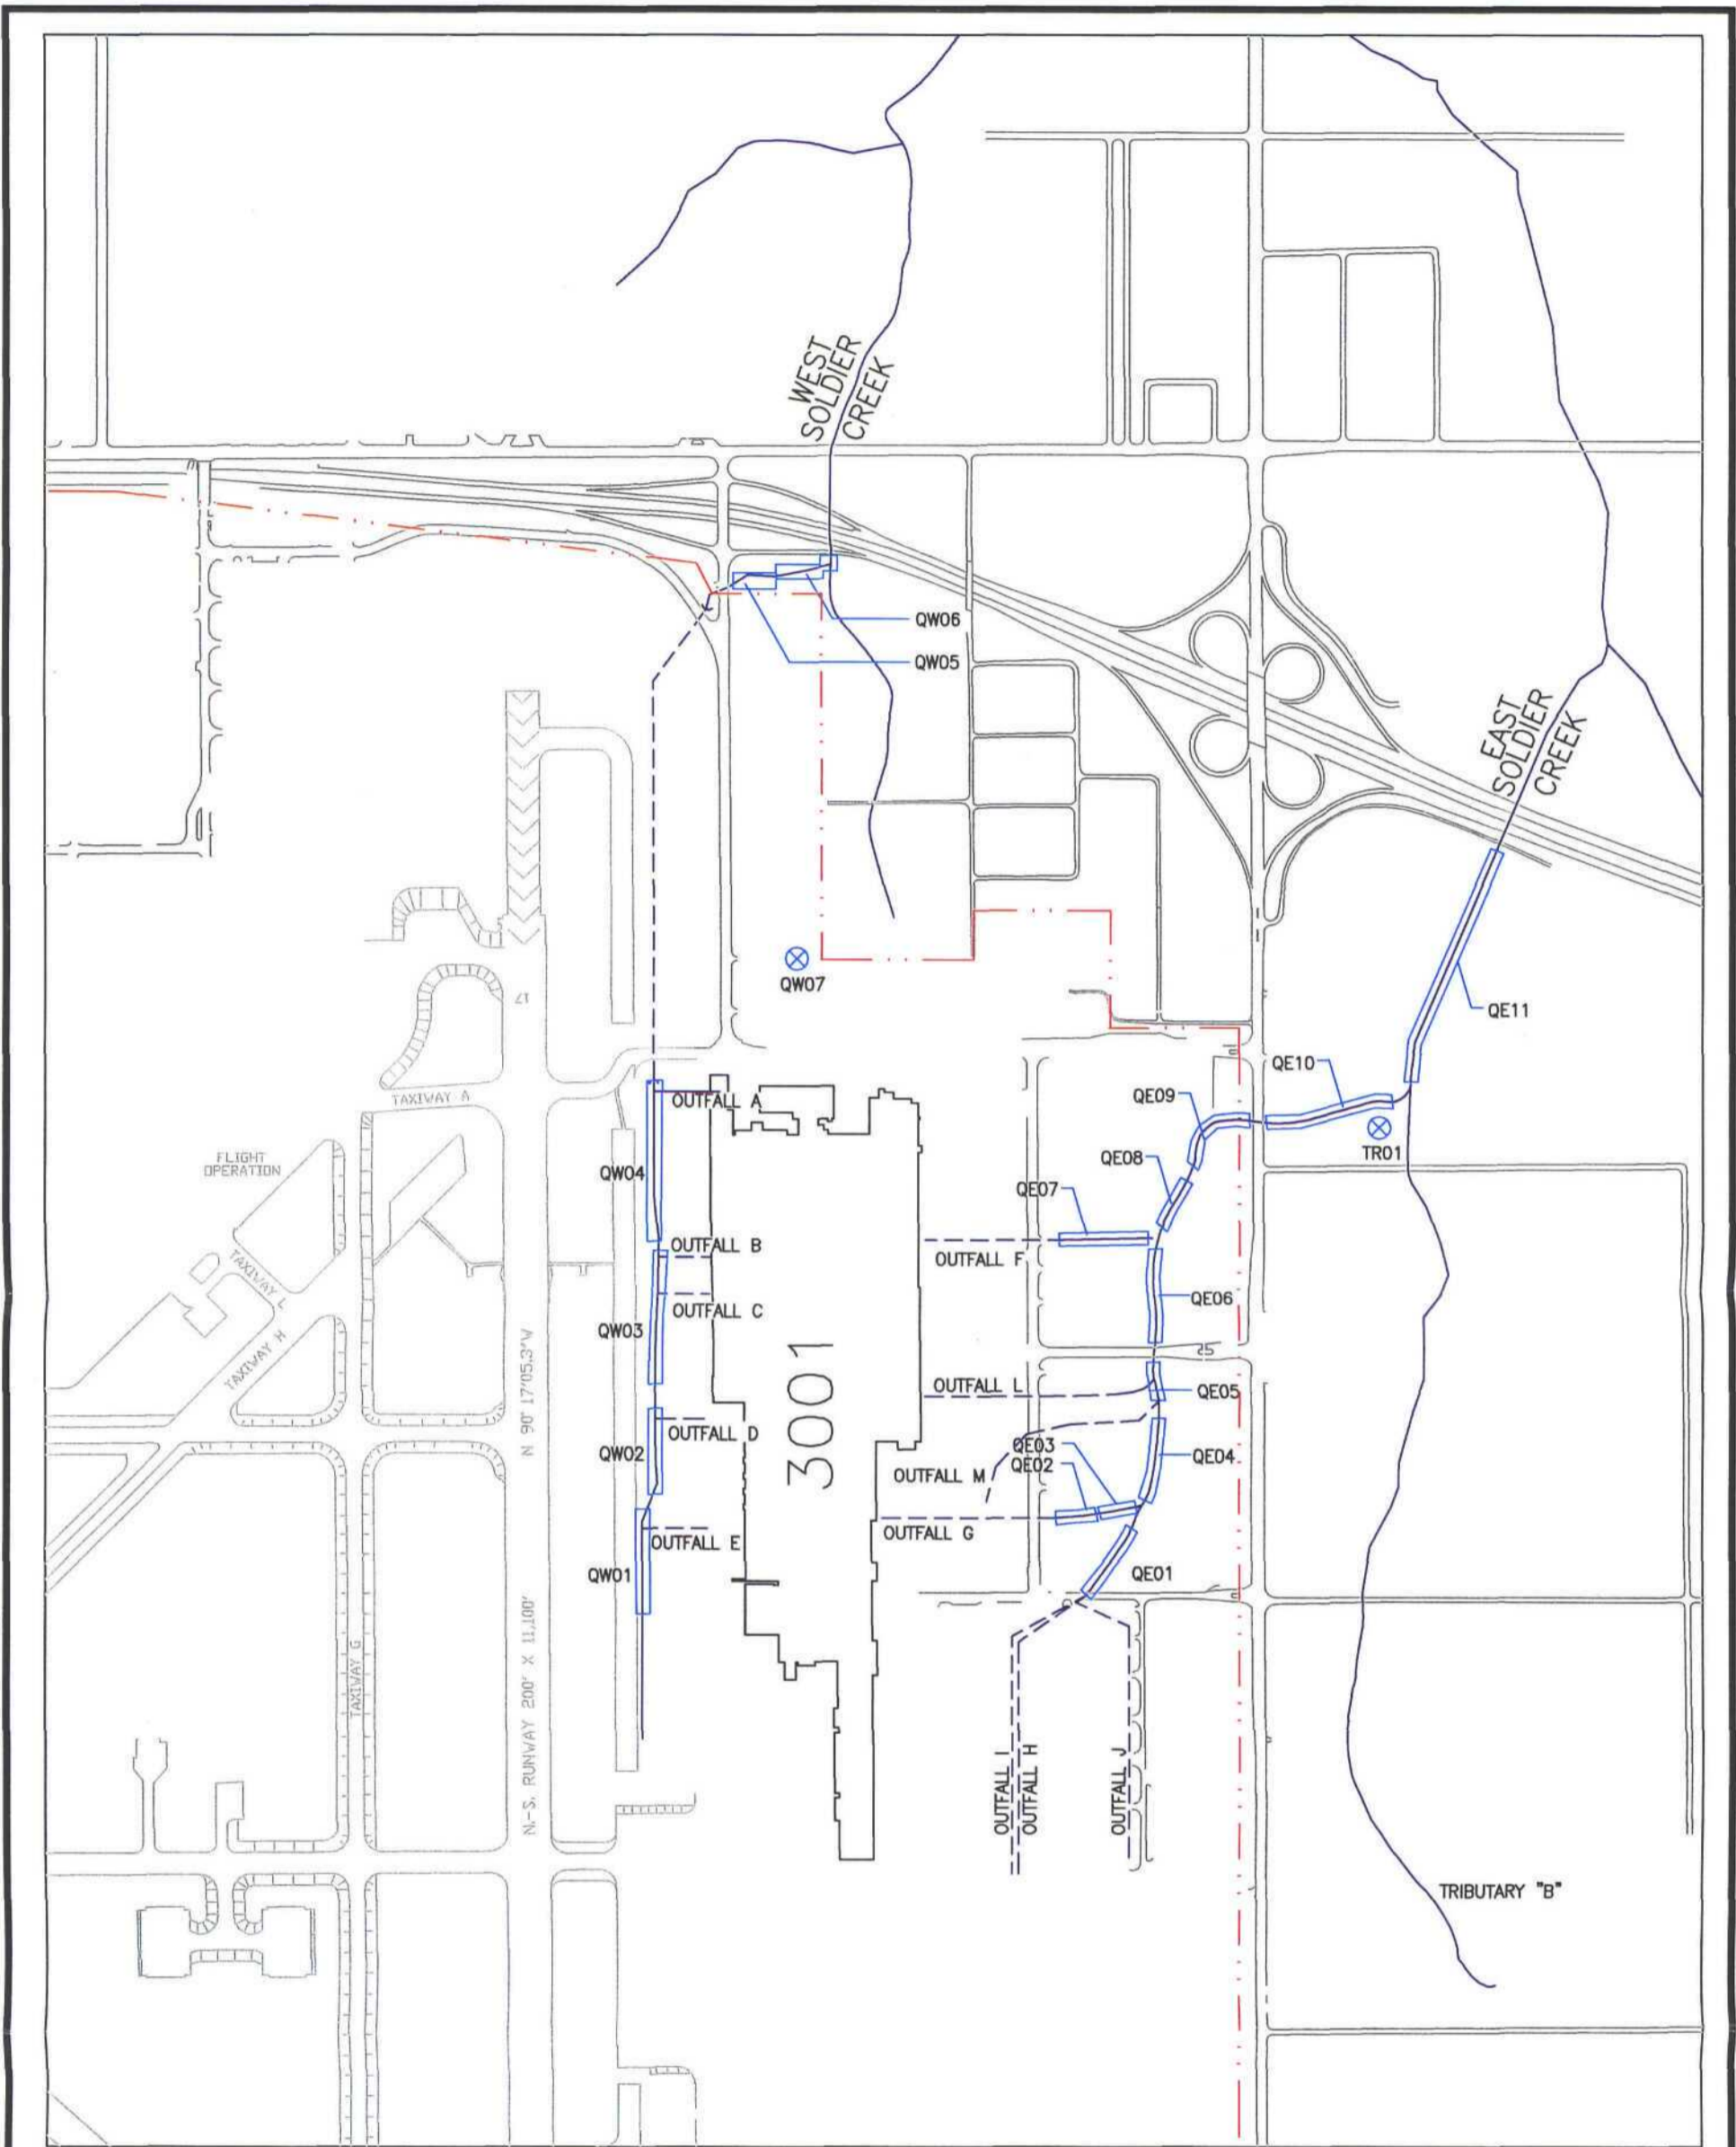 WEST
SOLDIER
CREEK
QW06
QW05
EAST
SOLDIER
CREEK
QW07
17
QE11
QE10
QE09
TAXIWAY A
OUTFALL A
TR01
FLIGHT
OPERATION
QE08
QW04
QE07
OUTFALL B
OUTFALL F
TAXIWAY L
OUTFALL C
QE06
QW03
TAXIWAY H
3001
OUTFALL L
QE05
N 90° 17'05.3"W
OUTFALL D
QE03
QW02
QE04
QE02
OUTFALL M
OUTFALL G
OUTFALL E
QW01
QE01
N.-S. RUNWAY 200' X 11,100'
TAXIWAY G
OUTFALL I
OUTFALL H
OUTFALL J
TRIBUTARY "B"